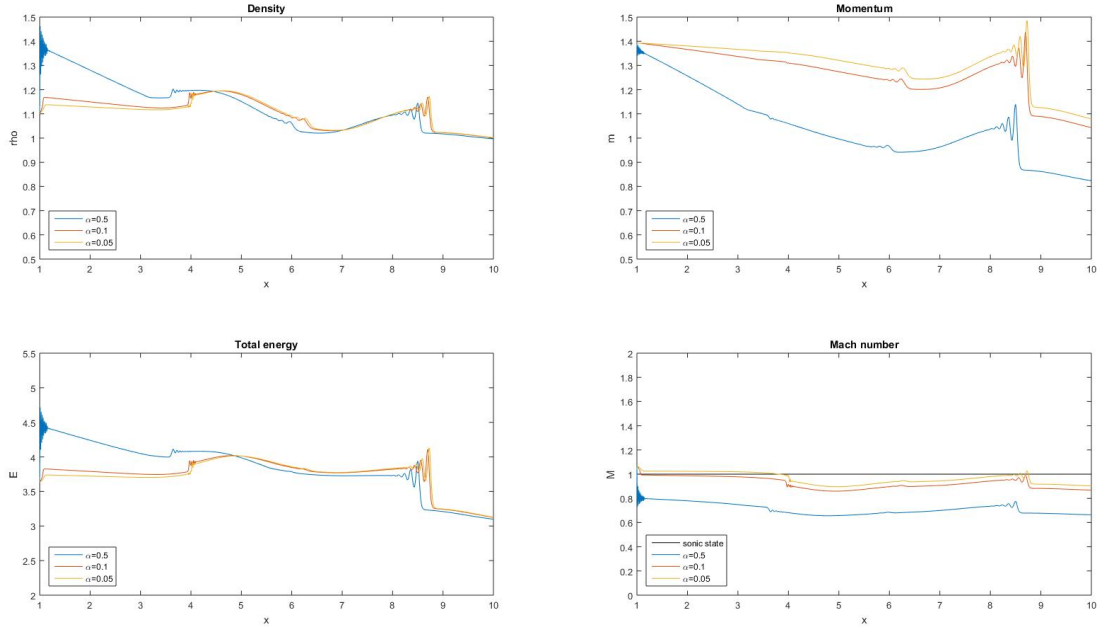 Density
1.5
1.4
1.3
1.2
1.1
1
0.9
0.8
0.7
0.6
0.5
rho
α=0.5
α=0.1
α=0.05
1 2 3 4 5 6 7 8 9 10
x
Momentum
1.5
1.4
1.3
1.2
1.1
1
0.9
0.8
0.7
0.6
0.5
m
α=0.5
α=0.1
α=0.05
1 2 3 4 5 6 7 8 9 10
x
Total energy
5.5
5
4.5
4
3.5
3
2.5
2
E
α=0.5
α=0.1
α=0.05
1 2 3 4 5 6 7 8 9 10
x
Mach number
2
1.8
1.6
1.4
1.2
1
0.8
0.6
0.4
0.2
0
M
sonic state
α=0.5
α=0.1
α=0.05
1 2 3 4 5 6 7 8 9 10
x